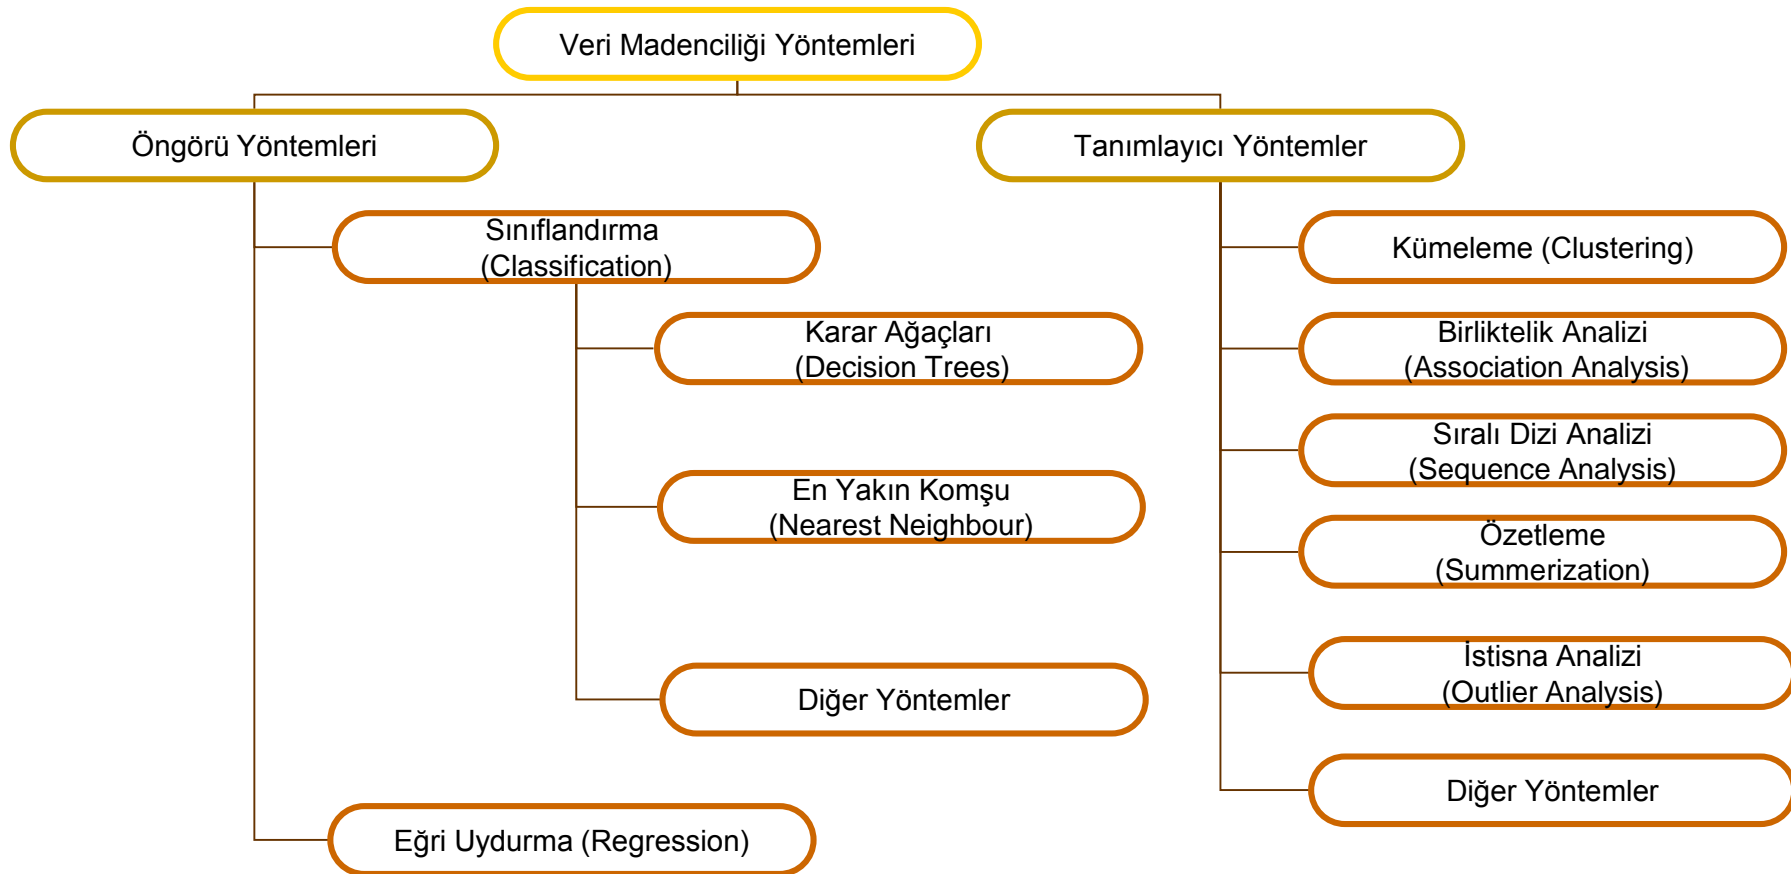 Veri Madenciliği Yöntemleri
Öngörü Yöntemleri
Sınıflandırma
(Classification)
Karar Ağaçları
(Decision Trees)
En Yakın Komşu
(Nearest Neighbour)
Diğer Yöntemler
Eğri Uydurma (Regression)
Tanımlayıcı Yöntemler
Kümeleme (Clustering)
Birliktelik Analizi
(Association Analysis)
Sıralı Dizi Analizi
(Sequence Analysis)
Özetleme
(Summerization)
İstisna Analizi
(Outlier Analysis)
Diğer Yöntemler